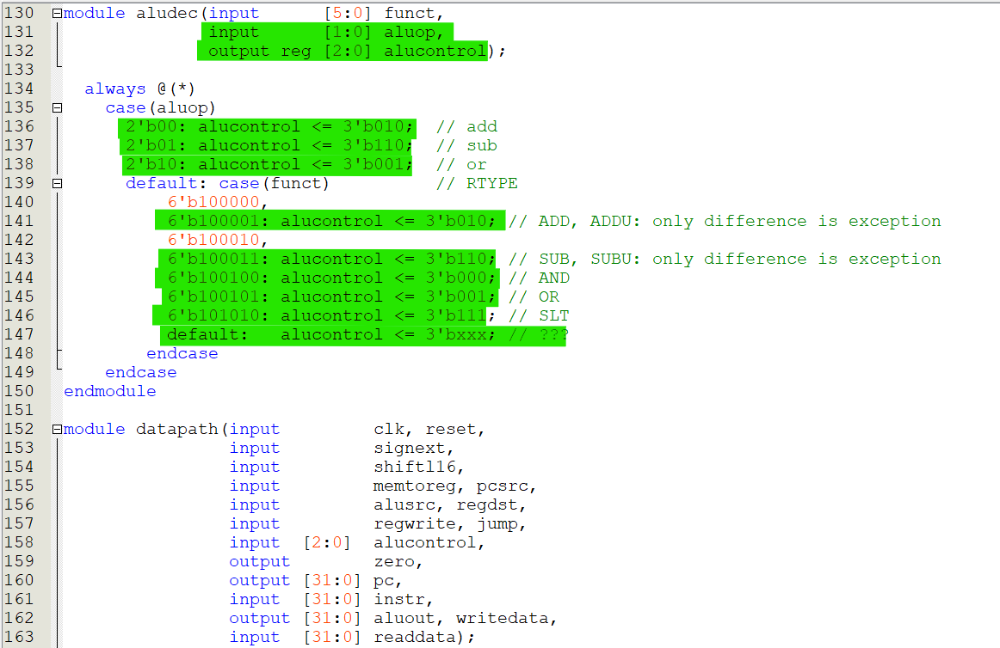 130 module aludec(input      [5:0] funct,
131               input      [1:0] aluop,
132               output reg [2:0] alucontrol);
133
134   always @(*)
135     case(aluop)
136       2'b00: alucontrol <= 3'b010;  // add
137       2'b01: alucontrol <= 3'b110;  // sub
138       2'b10: alucontrol <= 3'b001;  // or
139       default: case(funct)          // RTYPE
140           6'b100000,
141           6'b100001: alucontrol <= 3'b010; // ADD, ADDU: only difference is exception
142           6'b100010,
143           6'b100011: alucontrol <= 3'b110; // SUB, SUBU: only difference is exception
144           6'b100100: alucontrol <= 3'b000; // AND
145           6'b100101: alucontrol <= 3'b001; // OR
146           6'b101010: alucontrol <= 3'b111; // SLT
147           default:   alucontrol <= 3'bxxx; // ???
148         endcase
149     endcase
150 endmodule
151
152 module datapath(input         clk, reset,
153                 input         signext,
154                 input         shiftl16,
155                 input         memtoreg, pcsrc,
156                 input         alusrc, regdst,
157                 input         regwrite, jump,
158                 input  [2:0]  alucontrol,
159                 output        zero,
160                 output [31:0] pc,
161                 input  [31:0] instr,
162                 output [31:0] aluout, writedata,
163                 input  [31:0] readdata);